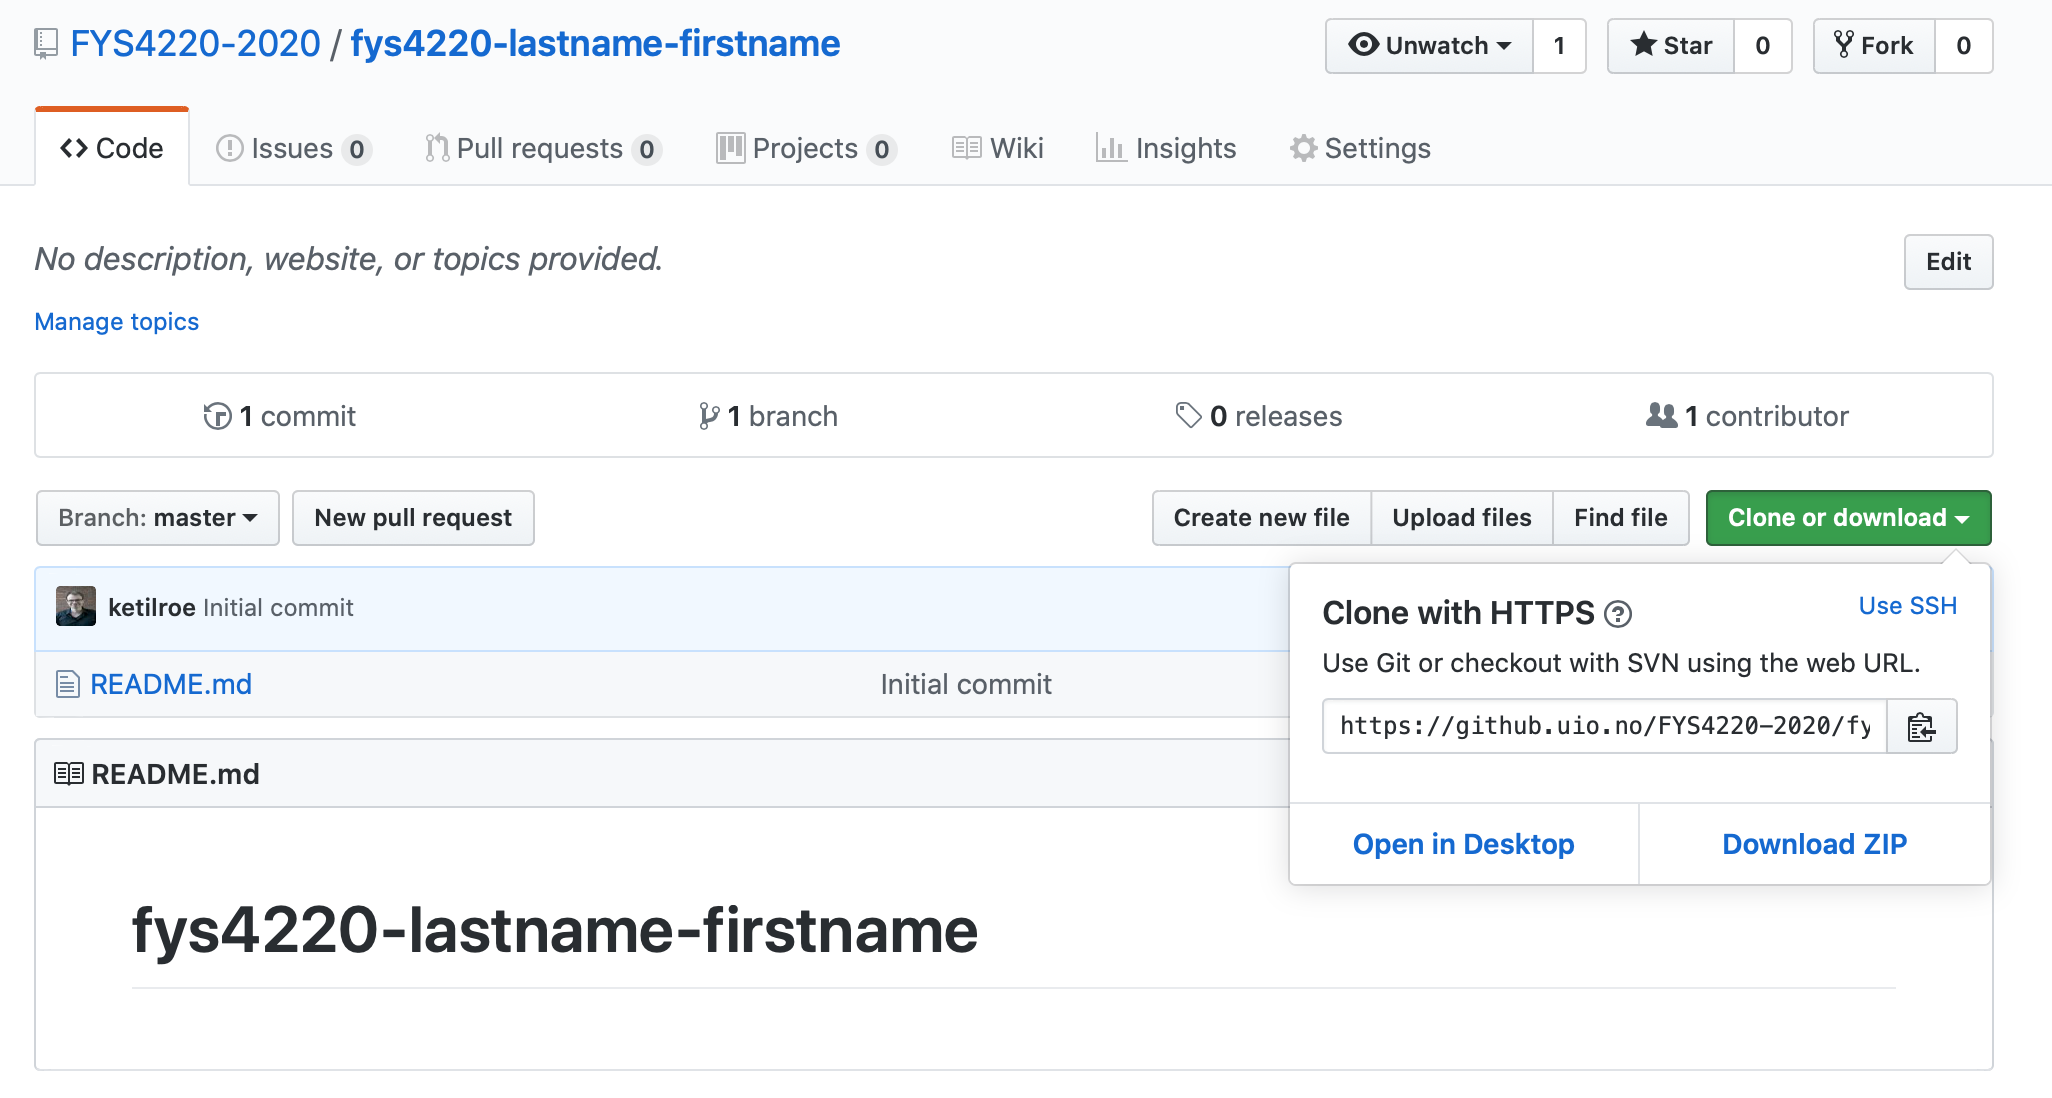 FYS4220-2020 / fys4220-lastname-firstname
Unwatch 1 Star 0 Fork 0
Code Issues 0 Pull requests 0 Projects 0 Wiki Insights Settings
No description, website, or topics provided.
Edit
Manage topics
1 commit 1 branch 0 releases 1 contributor
Branch: master New pull request Create new file Upload files Find file Clone or download
ketilroe Initial commit
README.md Initial commit
Clone with HTTPS ? Use SSH
Use Git or checkout with SVN using the web URL.
https://github.uio.no/FYS4220-2020/fy
Open in Desktop Download ZIP
README.md
fys4220-lastname-firstname